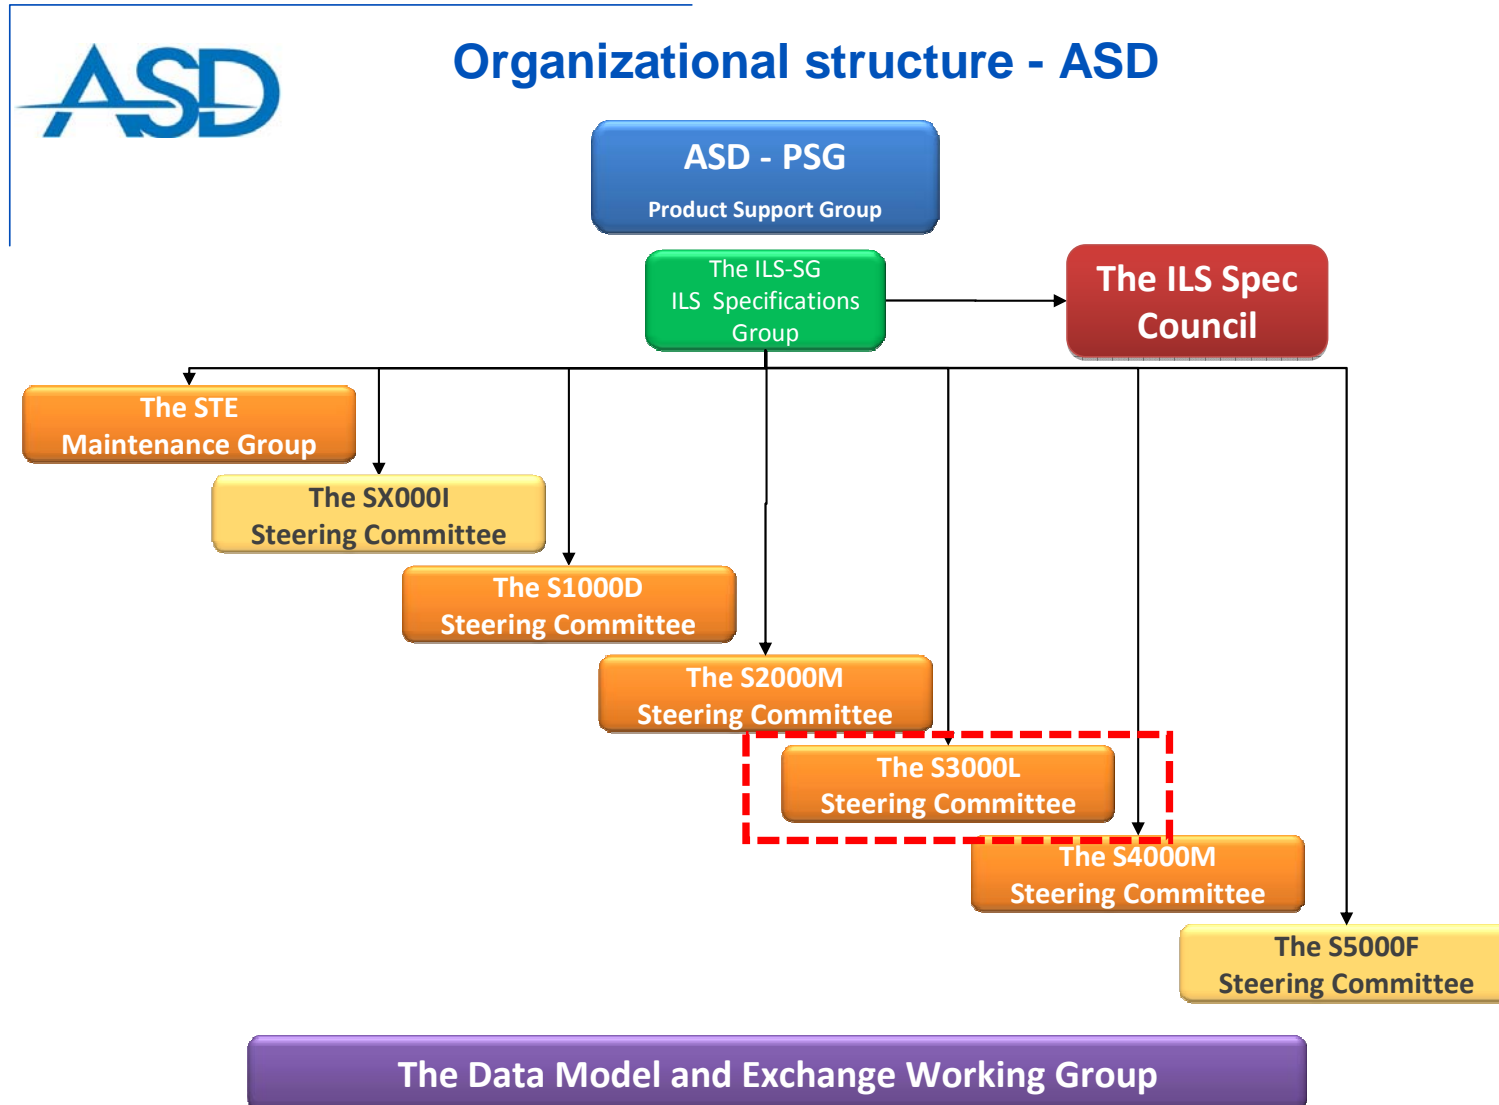 ASD
Organizational structure - ASD
ASD - PSG
Product Support Group
The ILS-SG
ILS Specifications
Group
The ILS Spec
Council
The STE
Maintenance Group
The SX000I
Steering Committee
The S1000D
Steering Committee
The S2000M
Steering Committee
The S3000L
Steering Committee
The S4000M
Steering Committee
The S5000F
Steering Committee
The Data Model and Exchange Working Group